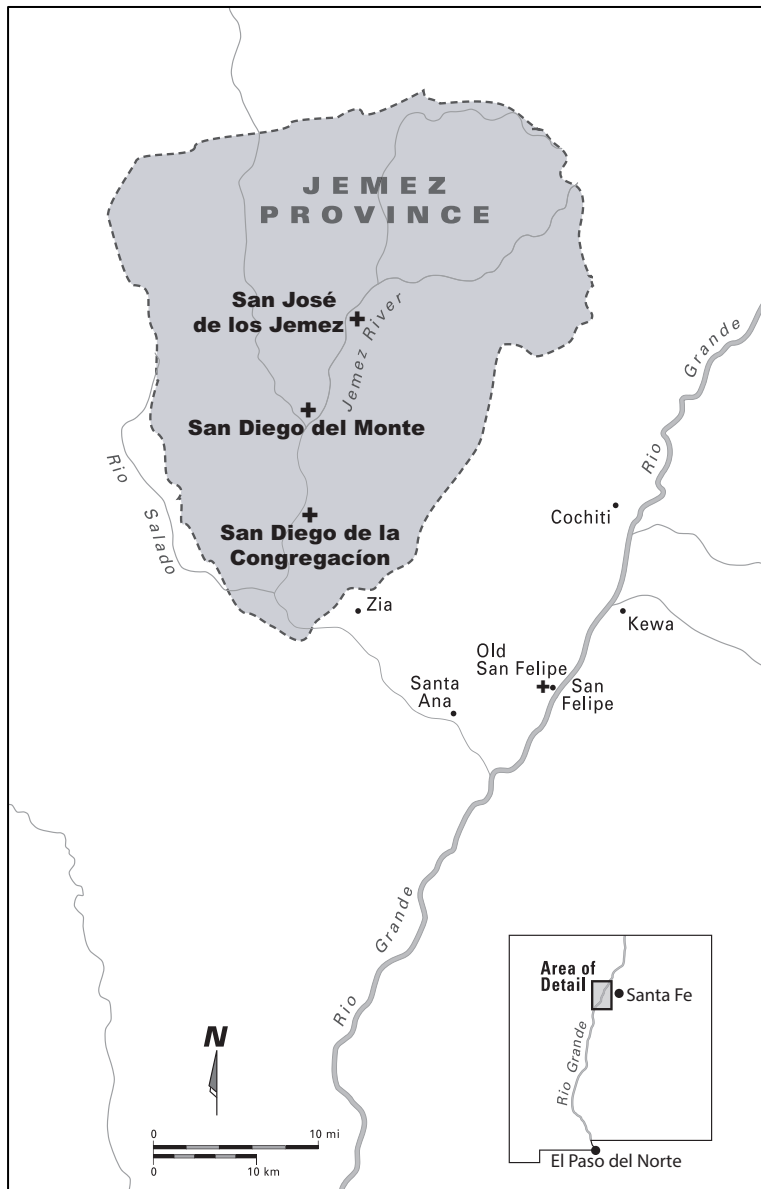 JEMEZ
PROVINCE
San José
de los Jemez
Jemez River
San Diego del Monte
San Diego de la
Congregacíon
Rio Salado
Rio Grande
Cochiti
Zia
Kewa
Old
San Felipe
San
Felipe
Santa
Ana
Rio Grande
N
0 10 mi
0 10 km
Area of
Detail
Santa Fe
Rio Grande
El Paso del Norte